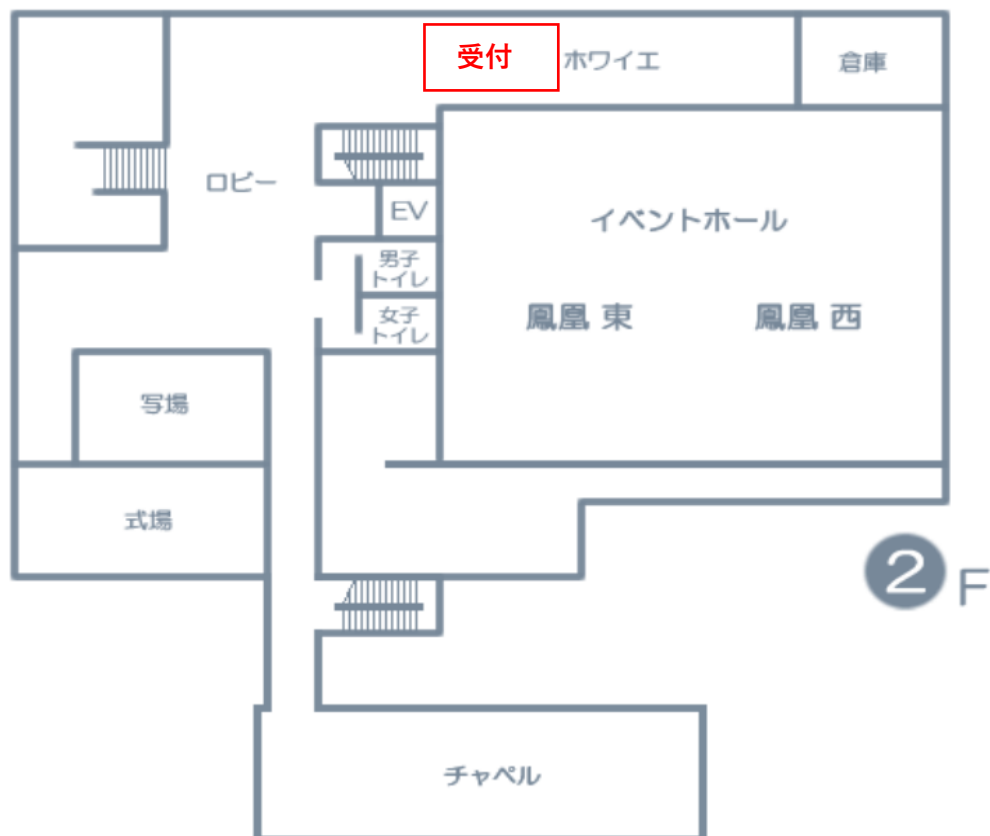 受付
ホワイエ
倉庫
ロビー
EV
イベントホール
男子
トイレ
女子
トイレ
鳳凰 東
鳳凰 西
写場
式場
2 F
チャペル